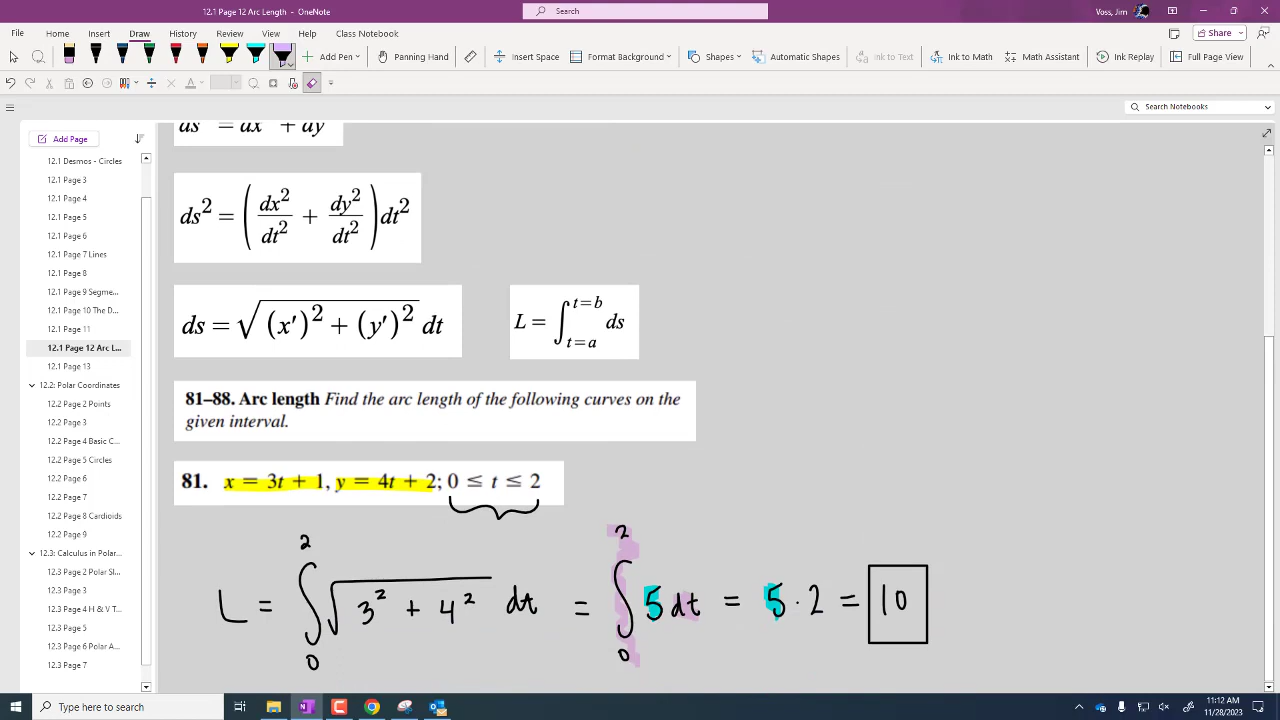 12.1 Page 12 Arc Length - OneNote
Search
Voss, Jim
File Home Insert Draw History Review View Help Class Notebook
Share
Add Pen Panning Hand Insert Space Format Background Shapes Automatic Shapes Ink to Text Ink to Math Math Assistant Ink Replay Full Page View
Search Notebooks
Add Page
12.1 Desmos - Circles
12.1 Page 3
12.1 Page 4
12.1 Page 5
12.1 Page 6
12.1 Page 7 Lines
12.1 Page 8
12.1 Page 9 Segme...
12.1 Page 10 The D...
12.1 Page 11
12.1 Page 12 Arc L...
12.1 Page 13
12.2: Polar Coordinates
12.2 Page 2 Points
12.2 Page 3
12.2 Page 4 Basic C...
12.2 Page 5 Circles
12.2 Page 6
12.2 Page 7
12.2 Page 8 Cardioids
12.2 Page 9
12.3: Calculus in Polar...
12.3 Page 2 Polar Sl...
12.3 Page 3
12.3 Page 4 H & V T...
12.3 Page 5
12.3 Page 6 Polar A...
12.3 Page 7
ds = dx + dy
ds² = (dx²/dt² + dy²/dt²) dt²
ds = √((x′)² + (y′)²) dt
L = ∫_{t=a}^{t=b} ds
81–88. Arc length Find the arc length of the following curves on the
given interval.
81. x = 3t + 1, y = 4t + 2; 0 ≤ t ≤ 2
L = ∫₀² √(3² + 4²) dt = ∫₀² 5 dt = 5 · 2 = 10
Type here to search
11:12 AM
11/28/2023